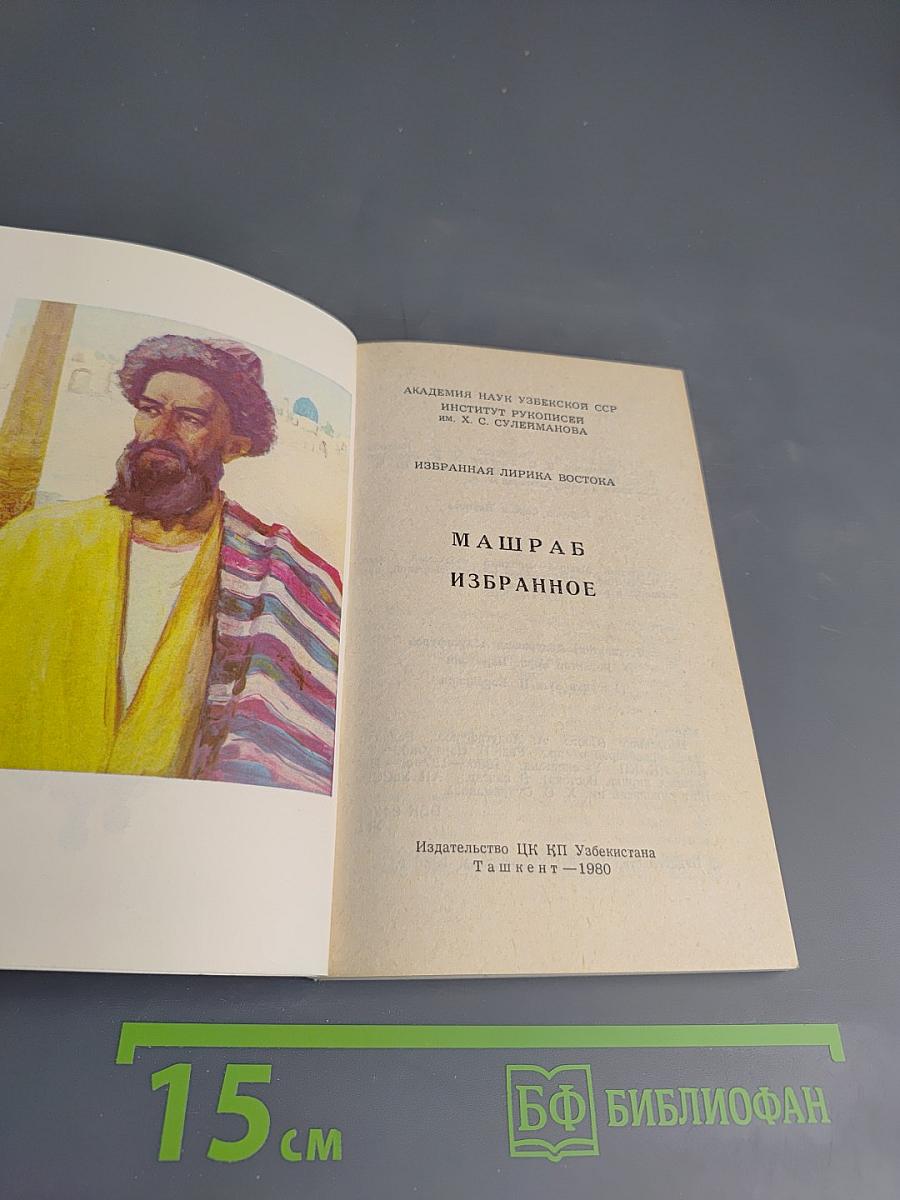 АКАДЕМИЯ НАУК УЗБЕКСКОЙ ССР
ИНСТИТУТ РУКОПИСЕЙ
им. Х. С. СУЛЕЙМАНОВА
ИЗБРАННАЯ ЛИРИКА ВОСТОКА
МАШРАБ
ИЗБРАННОЕ
Издательство ЦК КП Узбекистана
Ташкент—1980
15 см
БФ БИБЛИОФАН